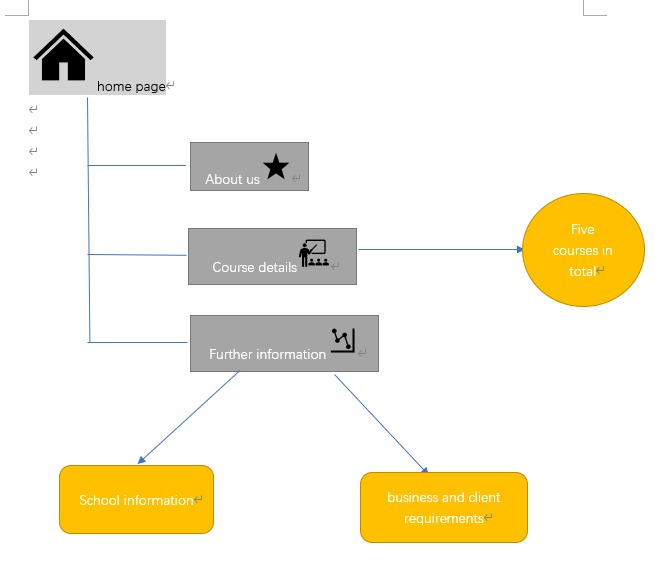 home page
About us
Five
courses in
total
Course details
Further information
School information
business and client
requirements